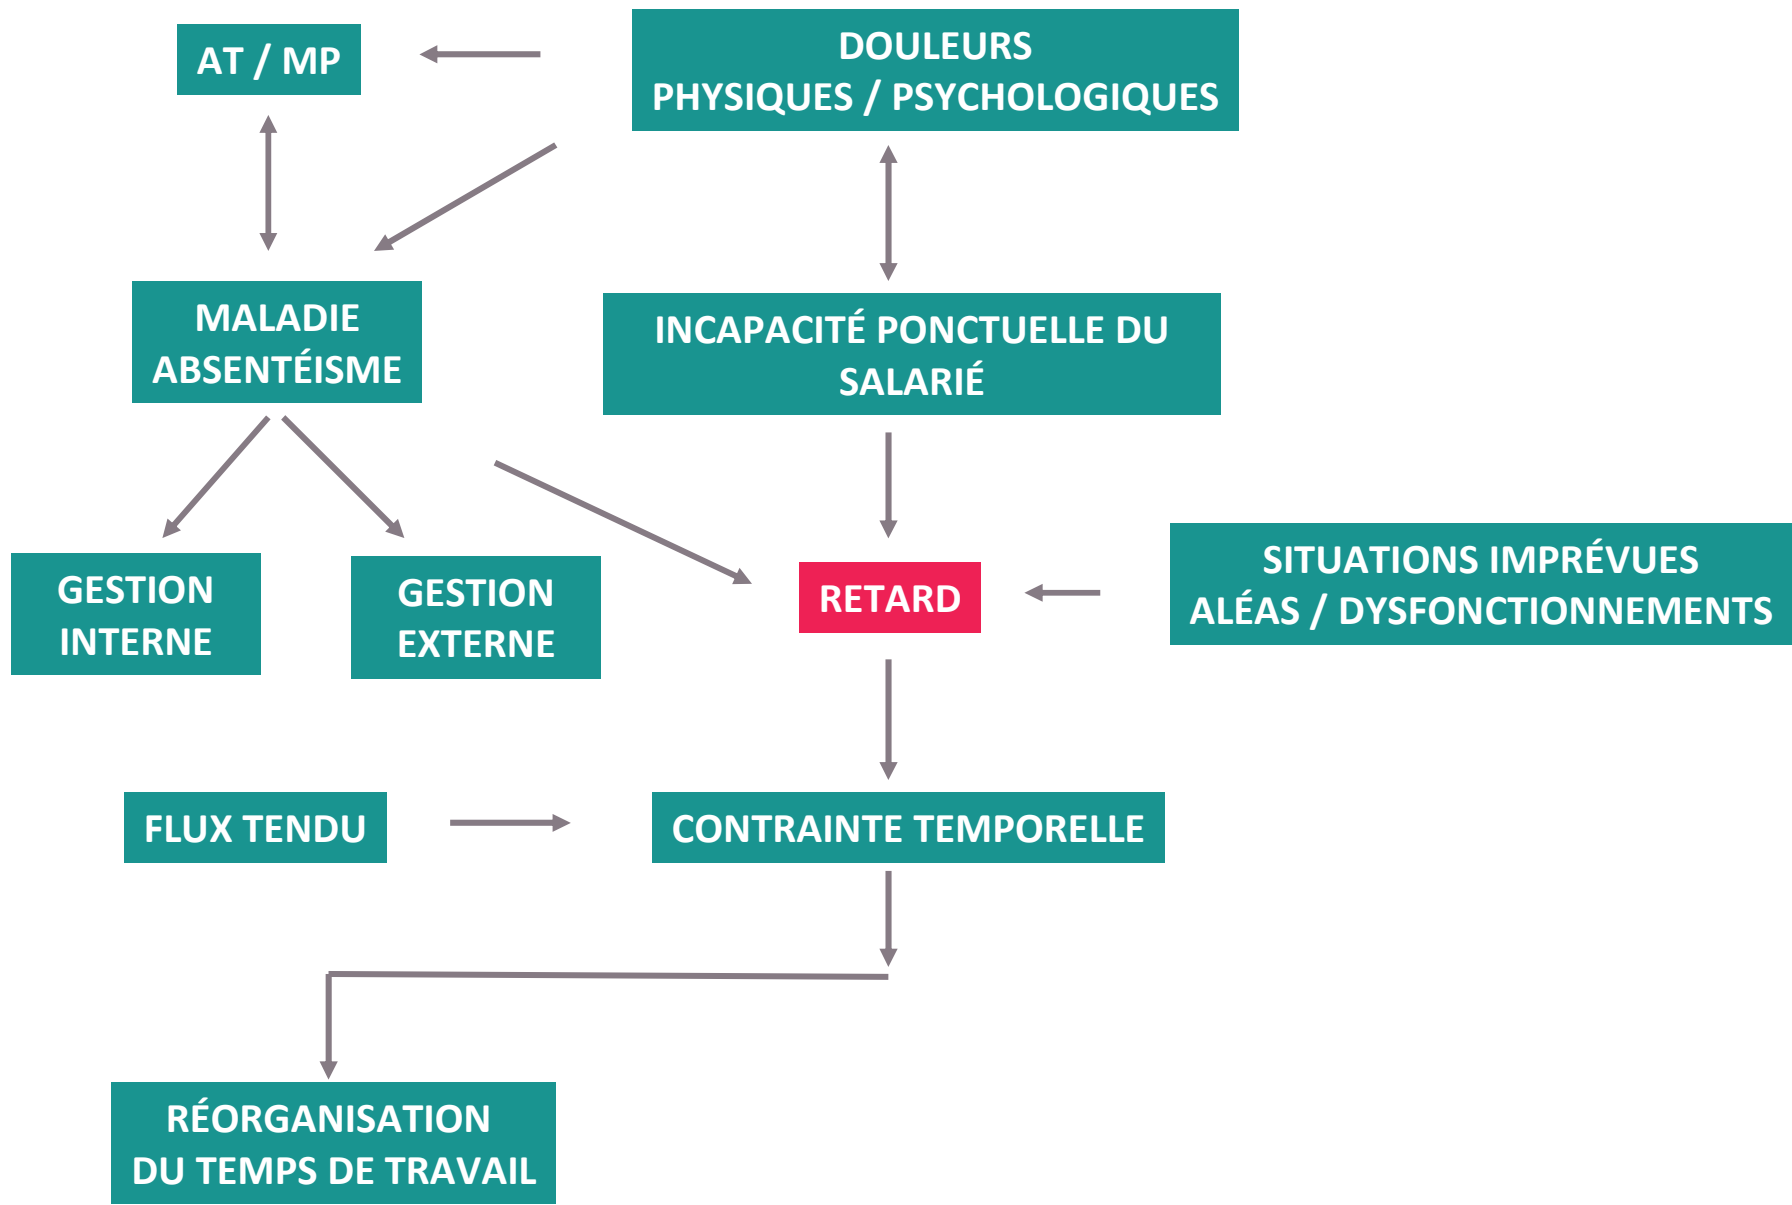 AT / MP
DOULEURS
PHYSIQUES / PSYCHOLOGIQUES
MALADIE
ABSENTÉISME
INCAPACITÉ PONCTUELLE DU
SALARIÉ
GESTION
INTERNE
GESTION
EXTERNE
RETARD
SITUATIONS IMPRÉVUES
ALÉAS / DYSFONCTIONNEMENTS
FLUX TENDU
CONTRAINTE TEMPORELLE
RÉORGANISATION
DU TEMPS DE TRAVAIL